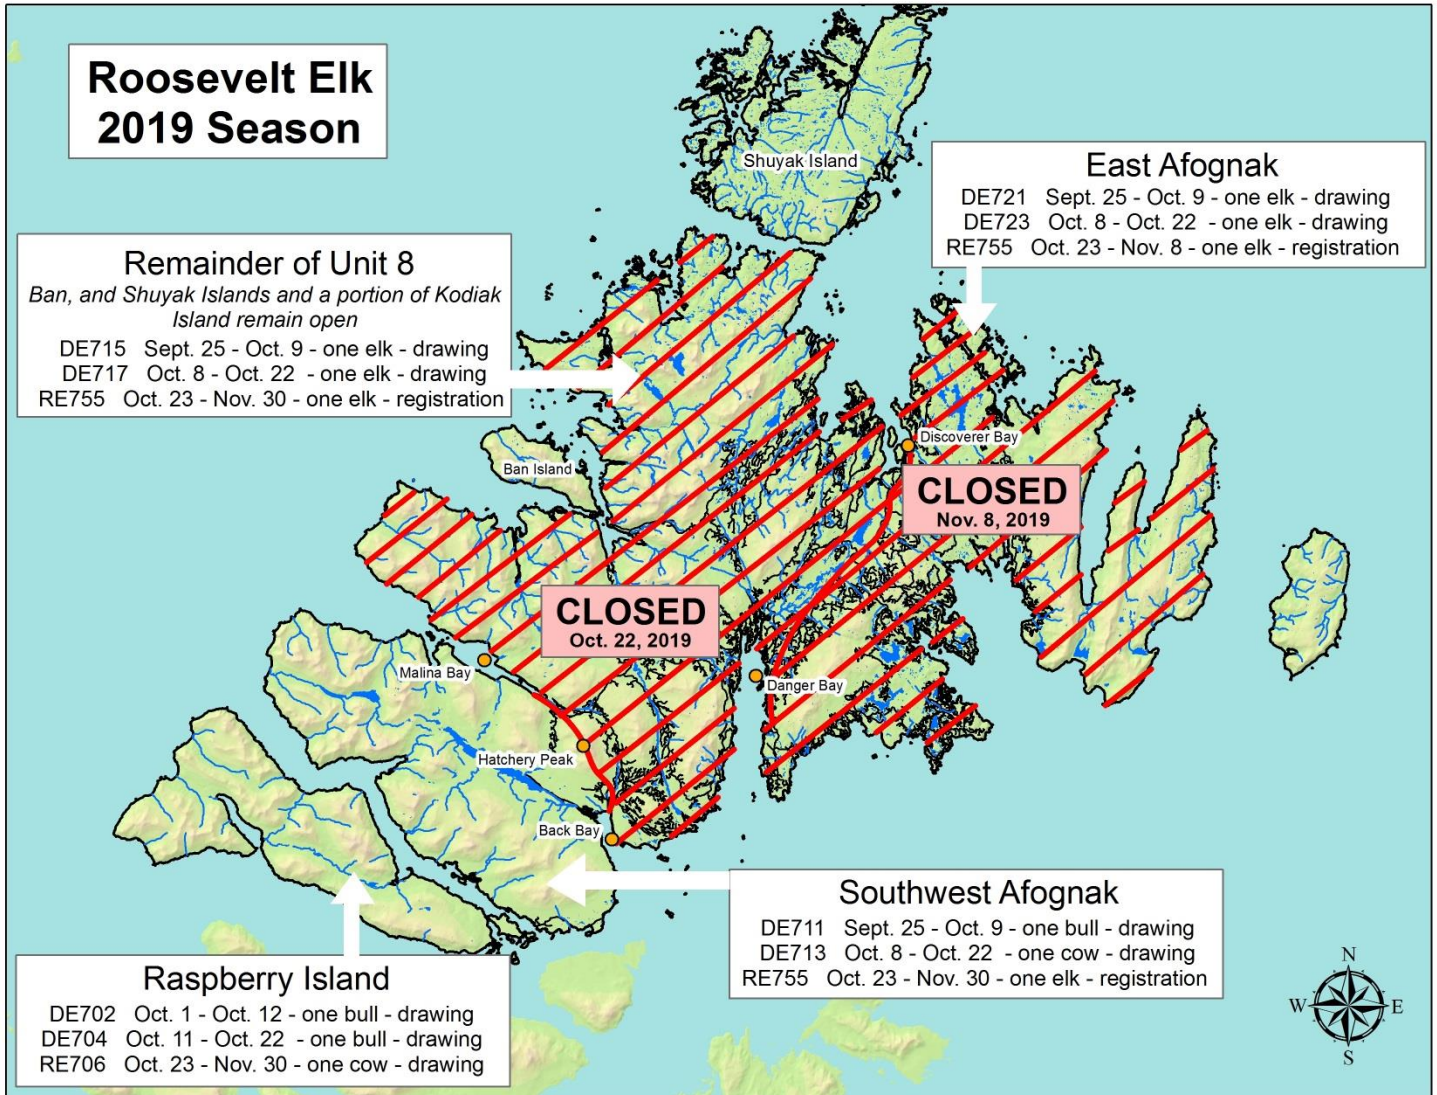 Roosevelt Elk
2019 Season
Shuyak Island
East Afognak
DE721 Sept. 25 - Oct. 9 - one elk - drawing
DE723 Oct. 8 - Oct. 22 - one elk - drawing
RE755 Oct. 23 - Nov. 8 - one elk - registration
Remainder of Unit 8
Ban, and Shuyak Islands and a portion of Kodiak
Island remain open
DE715 Sept. 25 - Oct. 9 - one elk - drawing
DE717 Oct. 8 - Oct. 22 - one elk - drawing
RE755 Oct. 23 - Nov. 30 - one elk - registration
Discoverer Bay
Ban Island
CLOSED
Nov. 8, 2019
CLOSED
Oct. 22, 2019
Malina Bay
Danger Bay
Hatchery Peak
Back Bay
Southwest Afognak
DE711 Sept. 25 - Oct. 9 - one bull - drawing
DE713 Oct. 8 - Oct. 22 - one cow - drawing
RE755 Oct. 23 - Nov. 30 - one elk - registration
Raspberry Island
DE702 Oct. 1 - Oct. 12 - one bull - drawing
DE704 Oct. 11 - Oct. 22 - one bull - drawing
RE706 Oct. 23 - Nov. 30 - one cow - drawing
N
W E
S